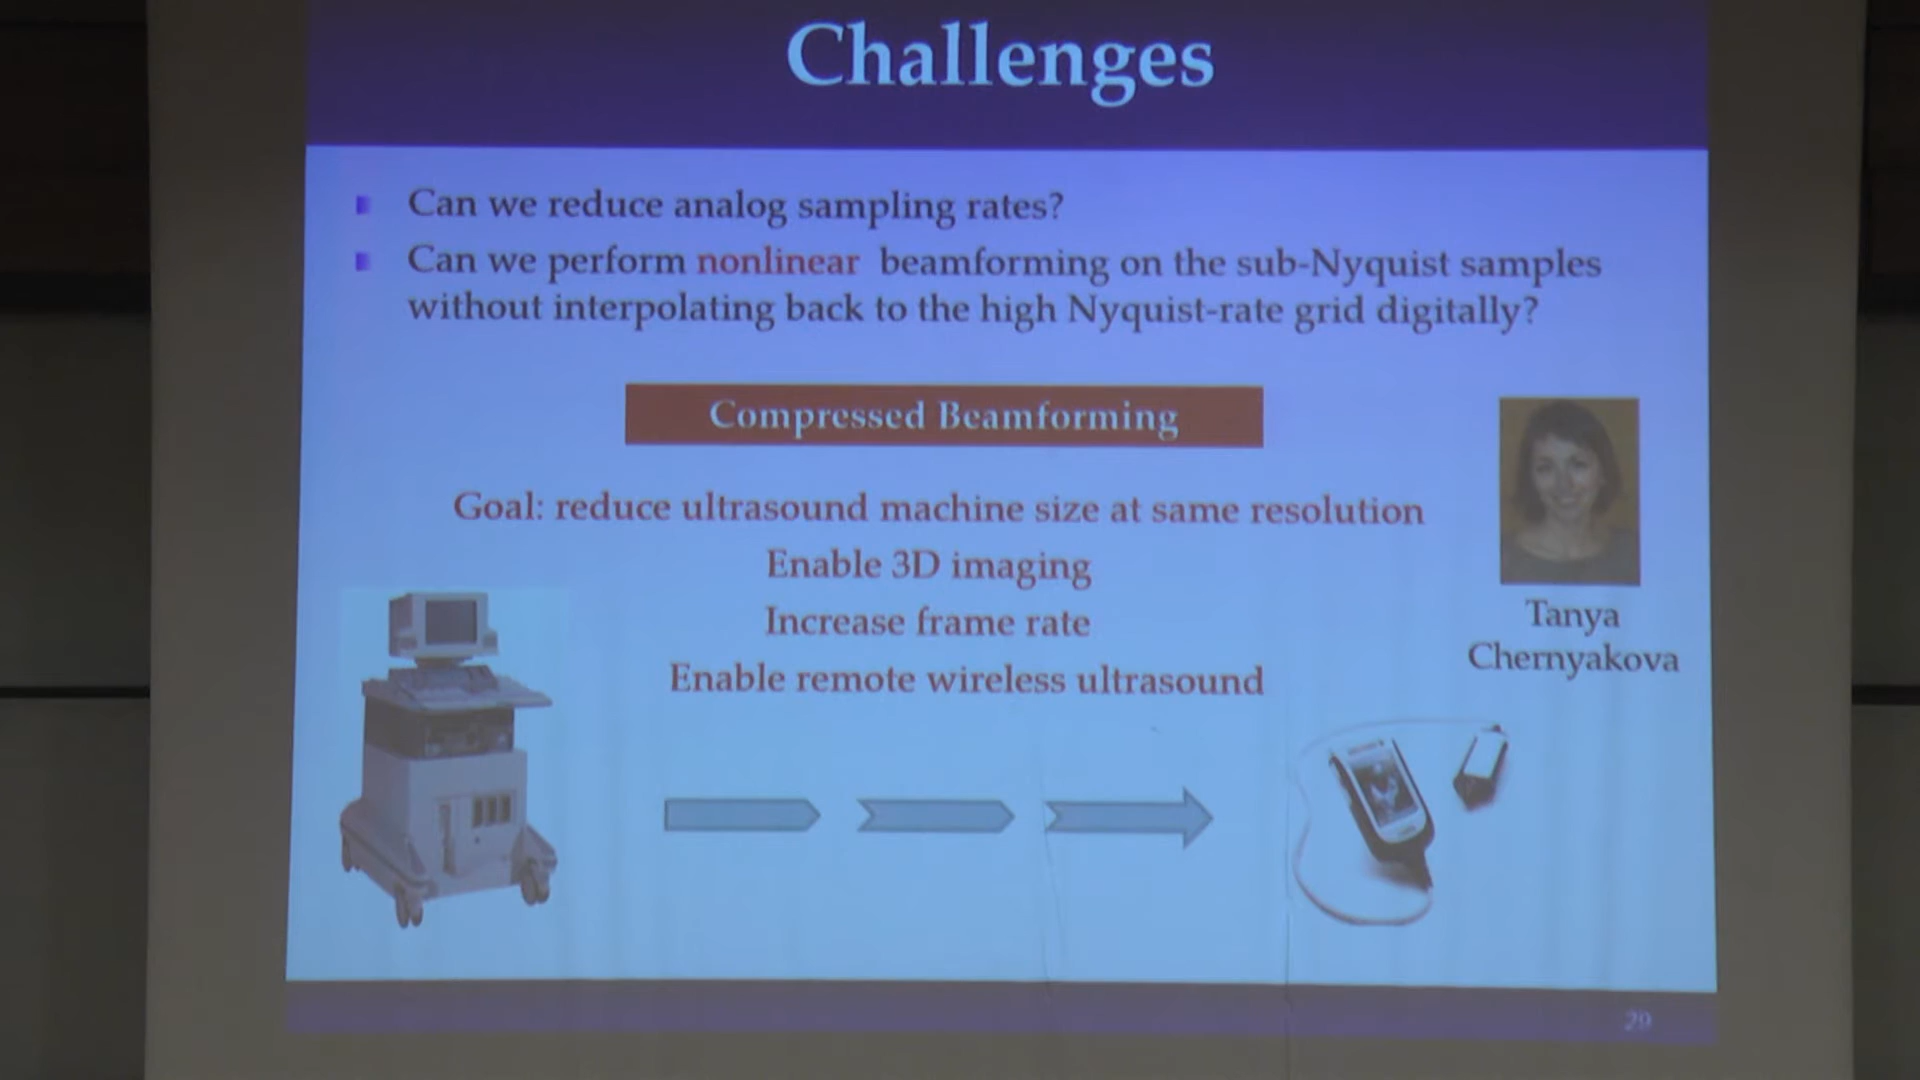 Challenges
Can we reduce analog sampling rates?
Can we perform nonlinear beamforming on the sub-Nyquist samples
without interpolating back to the high Nyquist-rate grid digitally?
Compressed Beamforming
Goal: reduce ultrasound machine size at same resolution
Enable 3D imaging
Increase frame rate
Enable remote wireless ultrasound
Tanya
Chernyakova
29